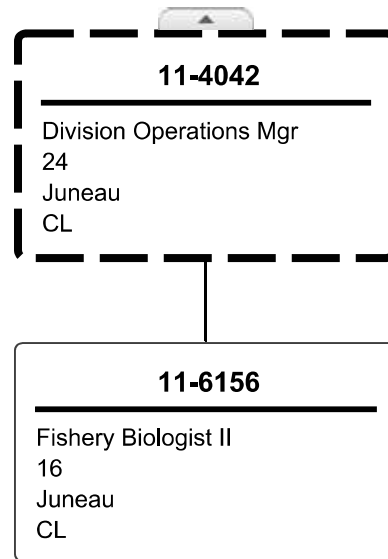 11-4042
Division Operations Mgr
24
Juneau
CL
11-6156
Fishery Biologist II
16
Juneau
CL